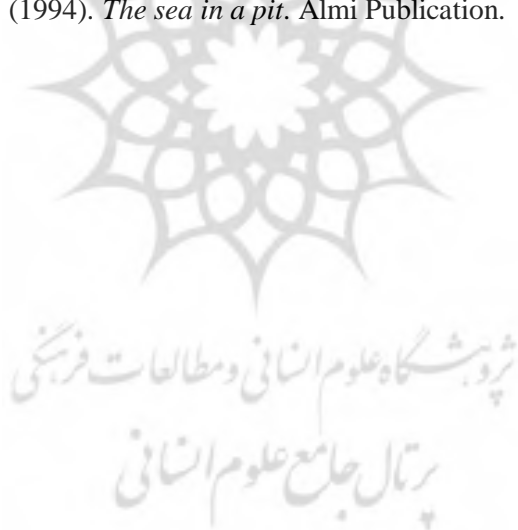 (1994). The sea in a pit. Almi Publication.
پژوهشگاه علوم انسانی و مطالعات فرهنگی
پرتال جامع علوم انسانی